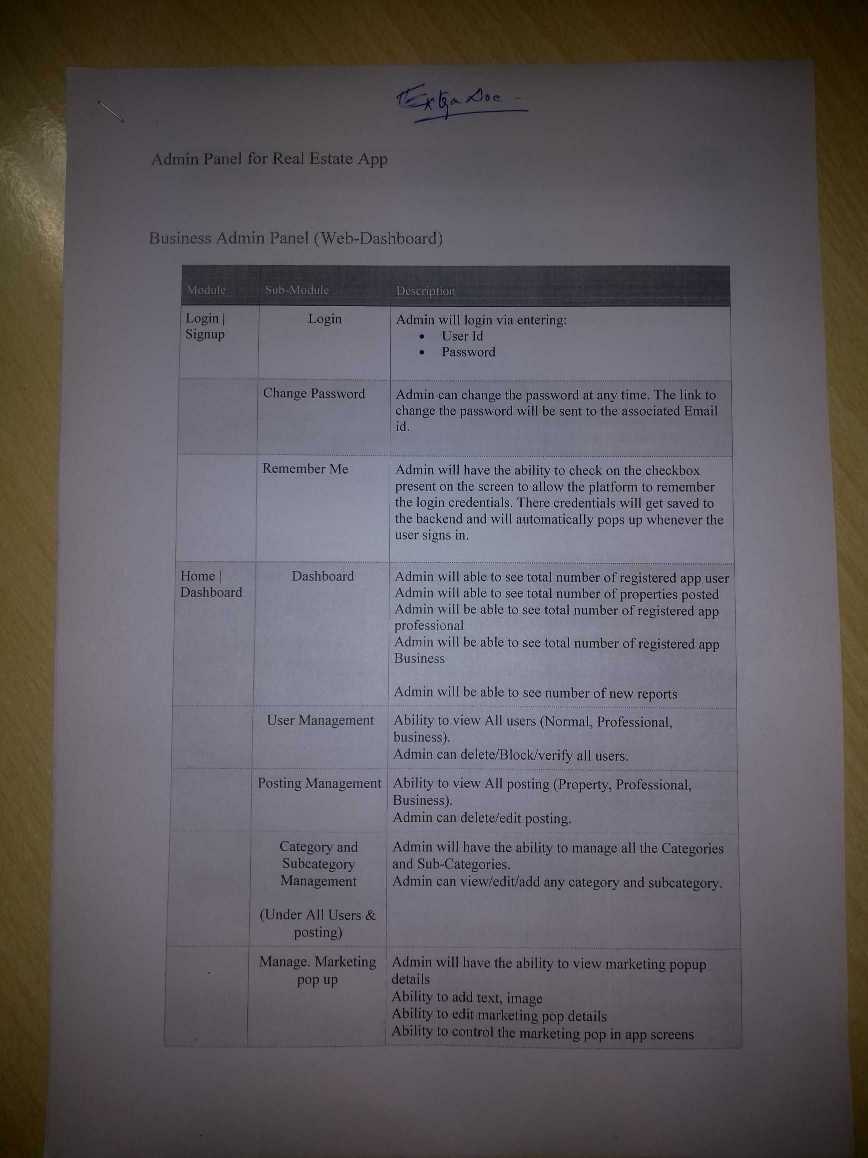 Extra Doc -
Admin Panel for Real Estate App
Business Admin Panel (Web-Dashboard)
Module Sub-Module Description
Login | Login Admin will login via entering:
Signup • User Id
• Password
Change Password Admin can change the password at any time. The link to
change the password will be sent to the associated Email
id.
Remember Me Admin will have the ability to check on the checkbox
present on the screen to allow the platform to remember
the login credentials. There credentials will get saved to
the backend and will automatically pops up whenever the
user signs in.
Home | Dashboard Admin will able to see total number of registered app user
Dashboard Admin will able to see total number of properties posted
Admin will be able to see total number of registered app
professional
Admin will be able to see total number of registered app
Business
Admin will be able to see number of new reports
User Management Ability to view All users (Normal, Professional,
business).
Admin can delete/Block/verify all users.
Posting Management Ability to view All posting (Property, Professional,
Business).
Admin can delete/edit posting.
Category and Admin will have the ability to manage all the Categories
Subcategory and Sub-Categories.
Management Admin can view/edit/add any category and subcategory.
(Under All Users &
posting)
Manage. Marketing Admin will have the ability to view marketing popup
pop up details
Ability to add text, image
Ability to edit marketing pop details
Ability to control the marketing pop in app screens